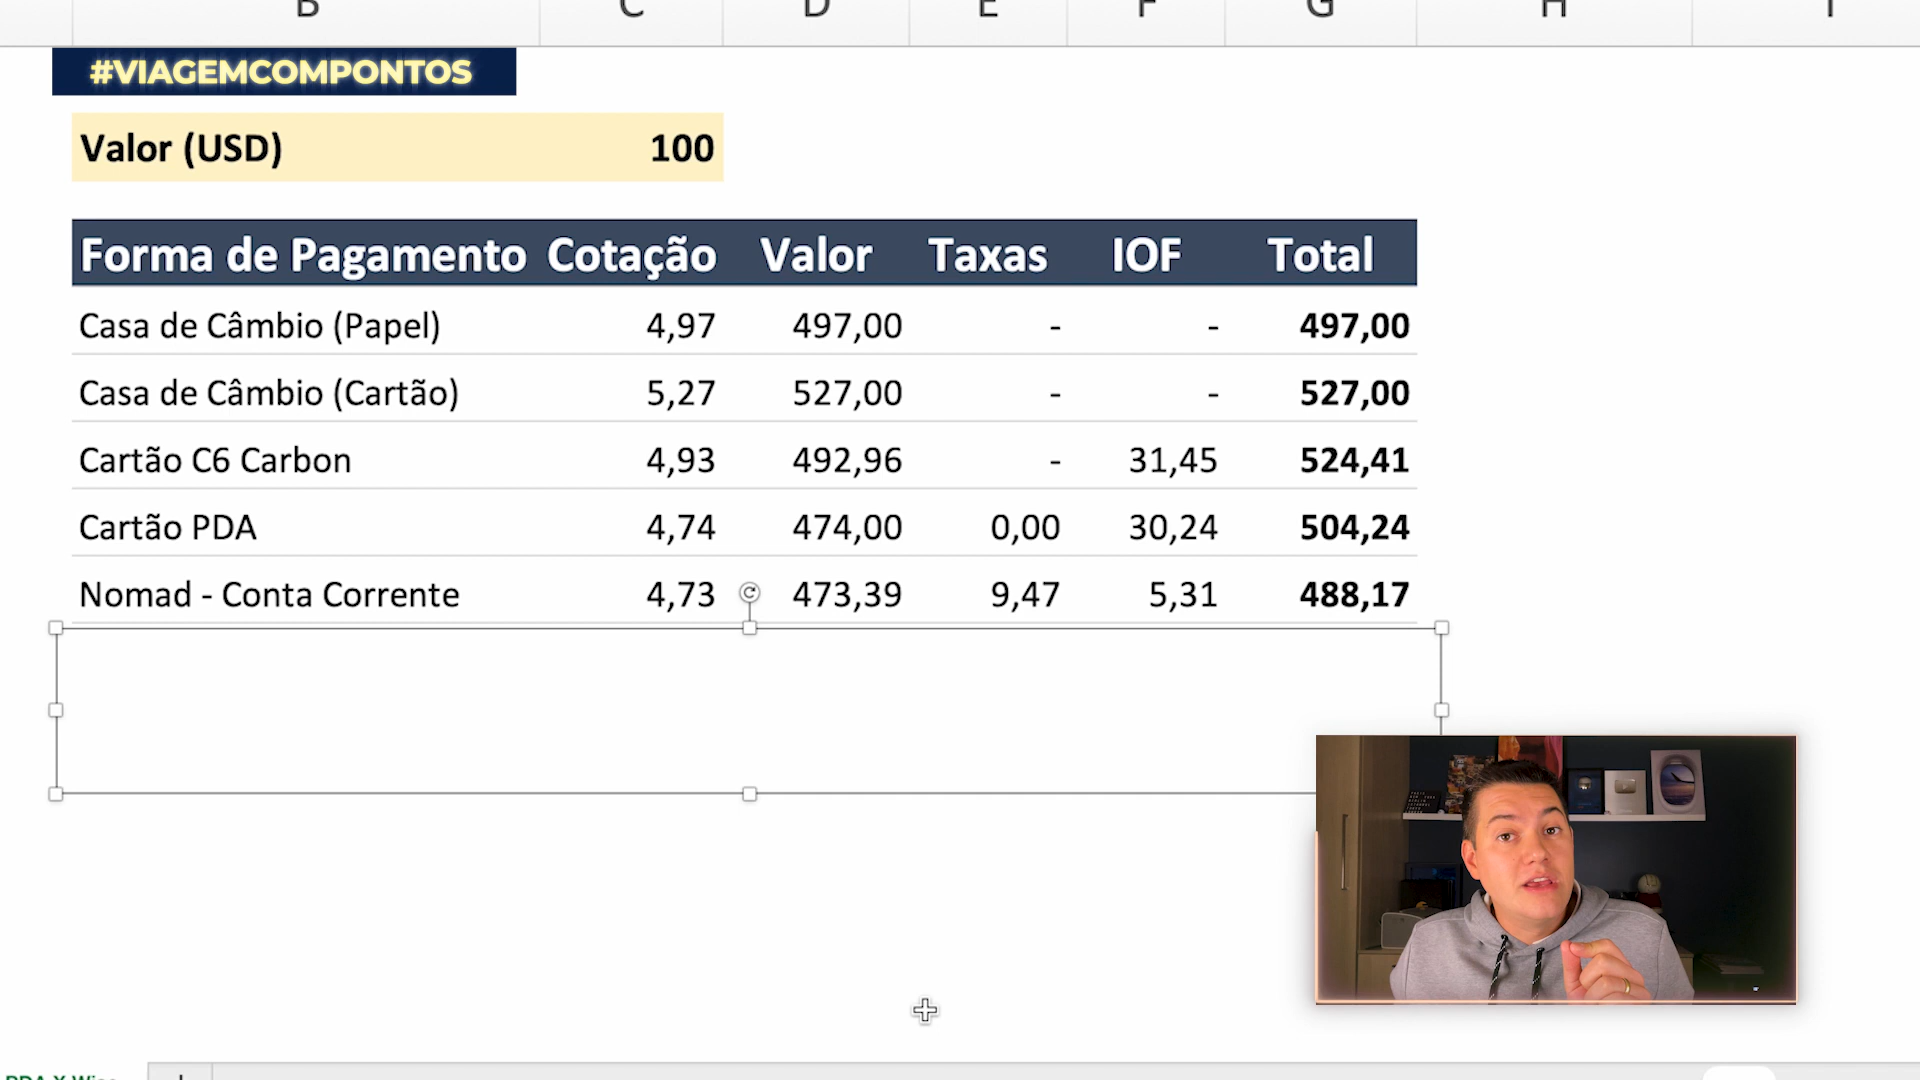 B C D E F G H I
#VIAGEMCOMPONTOS
Valor (USD) 100
Forma de Pagamento Cotação Valor Taxas IOF Total
Casa de Câmbio (Papel) 4,97 497,00 - - 497,00
Casa de Câmbio (Cartão) 5,27 527,00 - - 527,00
Cartão C6 Carbon 4,93 492,96 - 31,45 524,41
Cartão PDA 4,74 474,00 0,00 30,24 504,24
Nomad - Conta Corrente 4,73 473,39 9,47 5,31 488,17